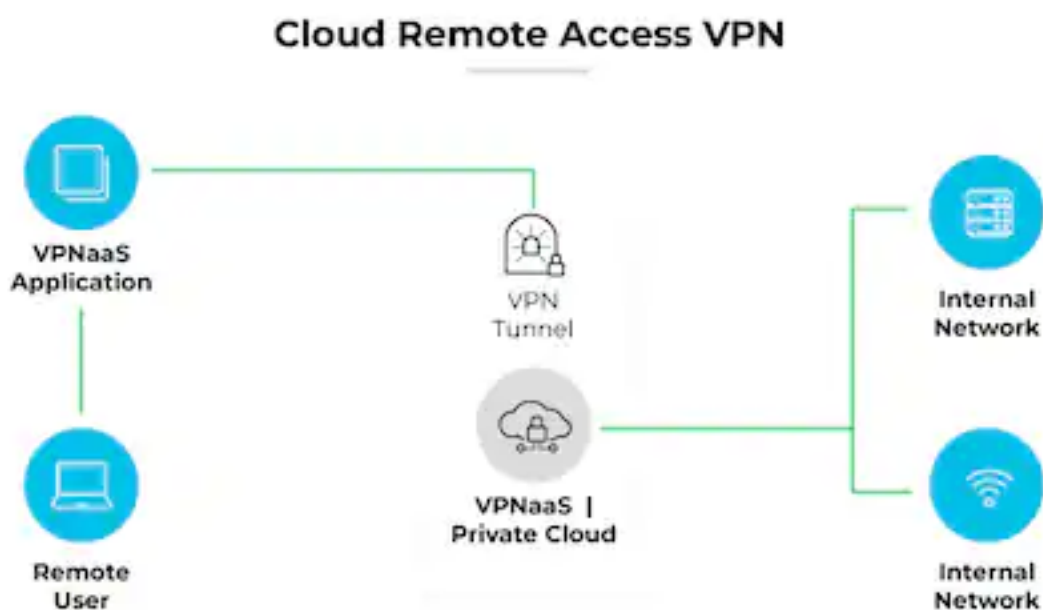 Cloud Remote Access VPN
VPNaaS
Application
VPN
Tunnel
Internal
Network
VPNaaS |
Private Cloud
Remote
User
Internal
Network